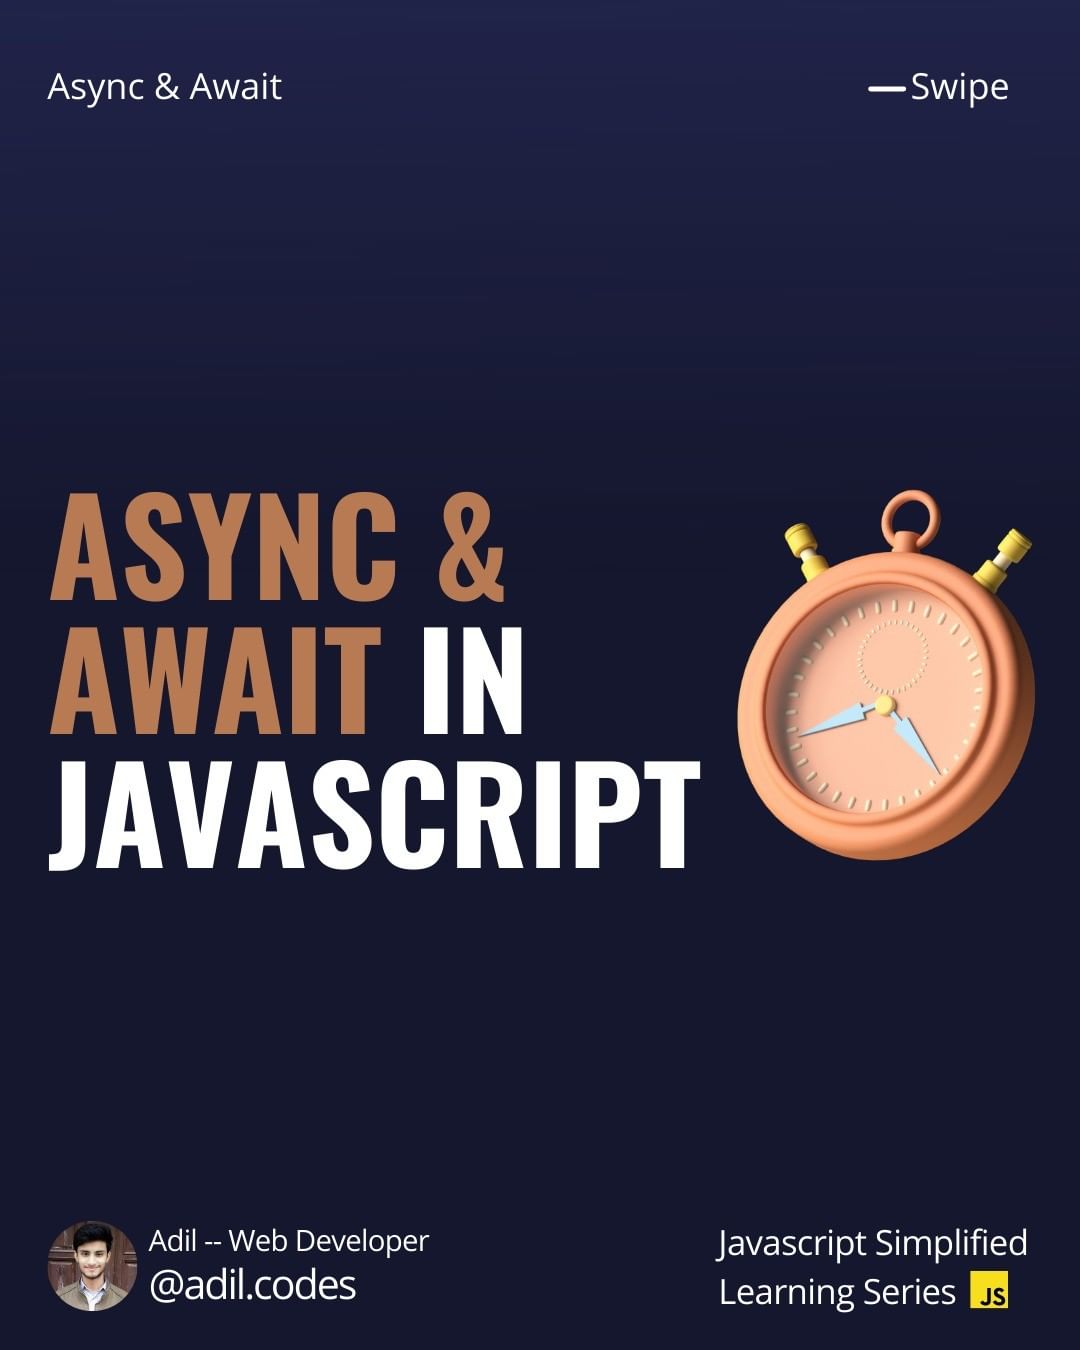 Async & Await
Swipe
ASYNC &
AWAIT IN
JAVASCRIPT
Adil -- Web Developer
@adil.codes
Javascript Simplified
Learning Series
JS